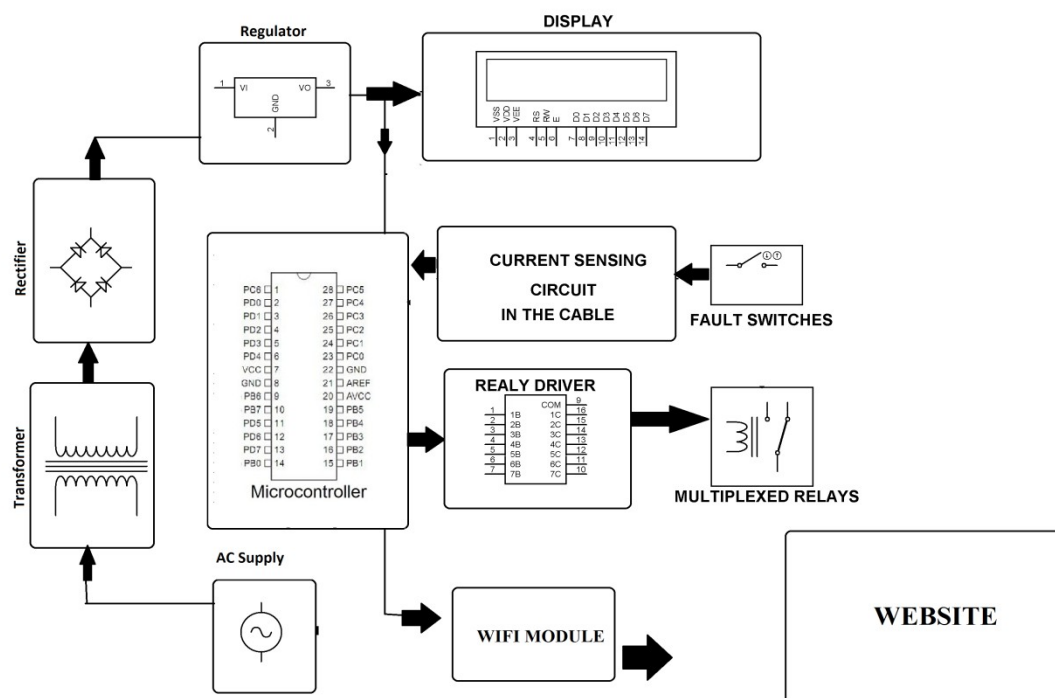 Regulator
1 VI VO 3
GND
2
DISPLAY
VSS VDD VEE RS RW E D0 D1 D2 D3 D4 D5 D6 D7
1 2 3 4 5 6 7 8 9 10 11 12 13 14
Rectifier
Transformer
AC Supply
PC6 1 28 PC5
PD0 2 27 PC4
PD1 3 26 PC3
PD2 4 25 PC2
PD3 5 24 PC1
PD4 6 23 PC0
VCC 7 22 GND
GND 8 21 AREF
PB6 9 20 AVCC
PB7 10 19 PB5
PD5 11 18 PB4
PD6 12 17 PB3
PD7 13 16 PB2
PB0 14 15 PB1
Microcontroller
CURRENT SENSING
CIRCUIT
IN THE CABLE
FAULT SWITCHES
REALY DRIVER
COM 9
1 1B 1C 16
2 2B 2C 15
3 3B 3C 14
4 4B 4C 13
5 5B 5C 12
6 6B 6C 11
7 7B 7C 10
MULTIPLEXED RELAYS
WIFI MODULE
WEBSITE